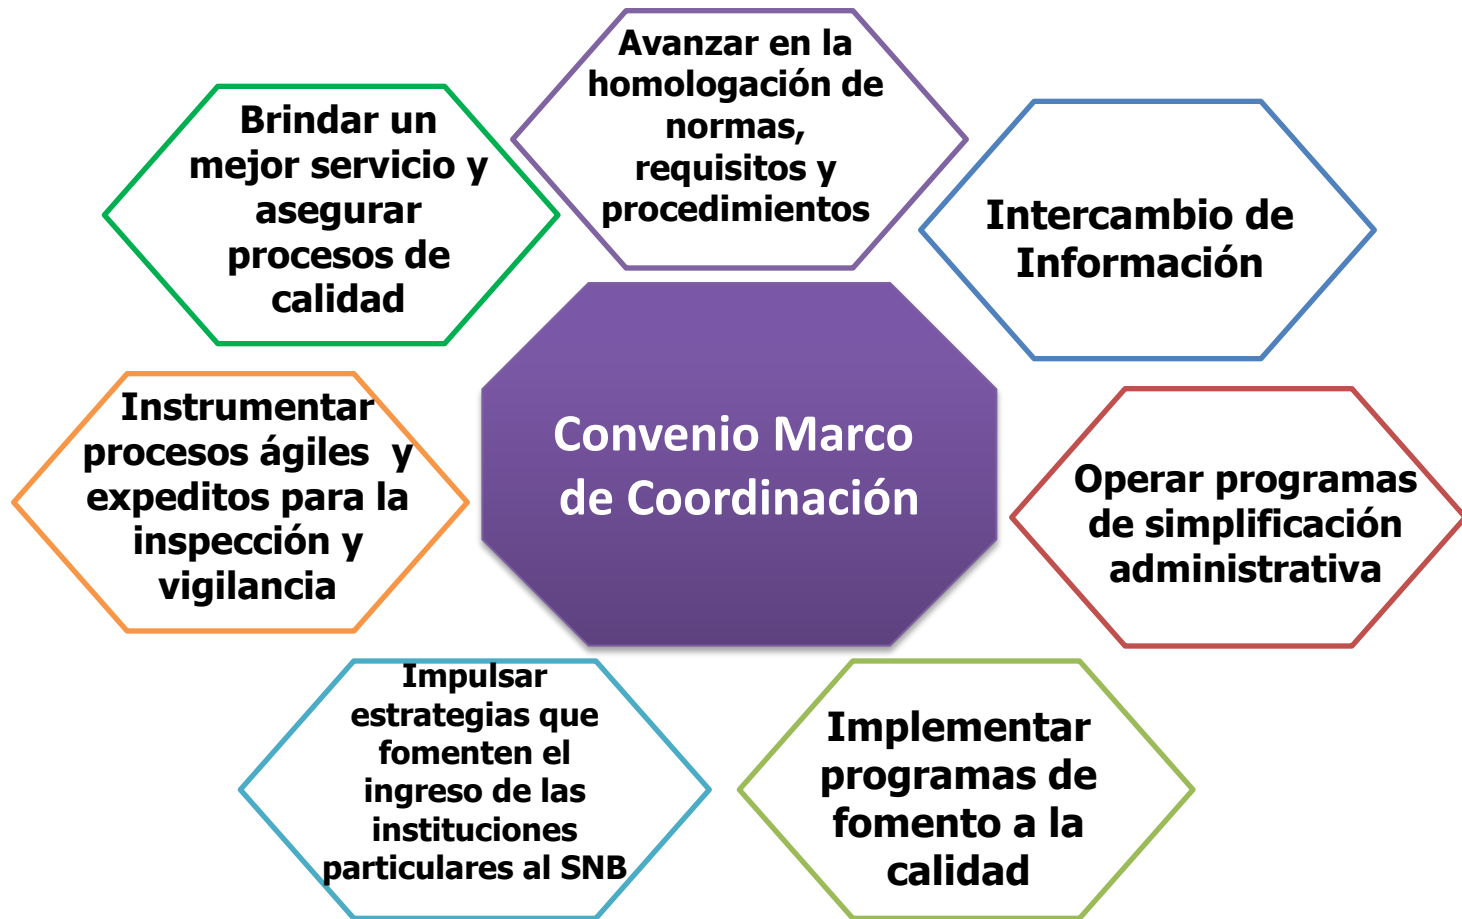 Avanzar en la
homologación de
normas,
requisitos y
procedimientos
Brindar un
mejor servicio y
asegurar
procesos de
calidad
Intercambio de
Información
Convenio Marco
de Coordinación
Instrumentar
procesos ágiles  y
expeditos para la
inspección y
vigilancia
Operar programas
de simplificación
administrativa
Impulsar
estrategias que
fomenten el
ingreso de las
instituciones
particulares al SNB
Implementar
programas de
fomento a la
calidad